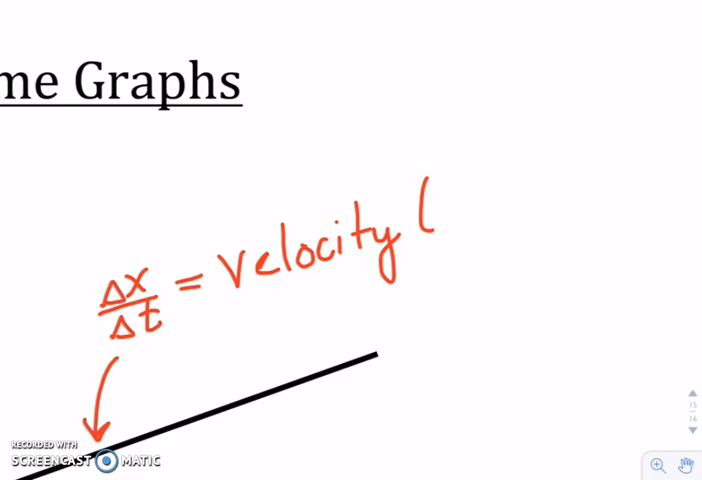 me Graphs
Δx/Δt = velocity (
RECORDED WITH
SCREENCAST MATIC
15
16